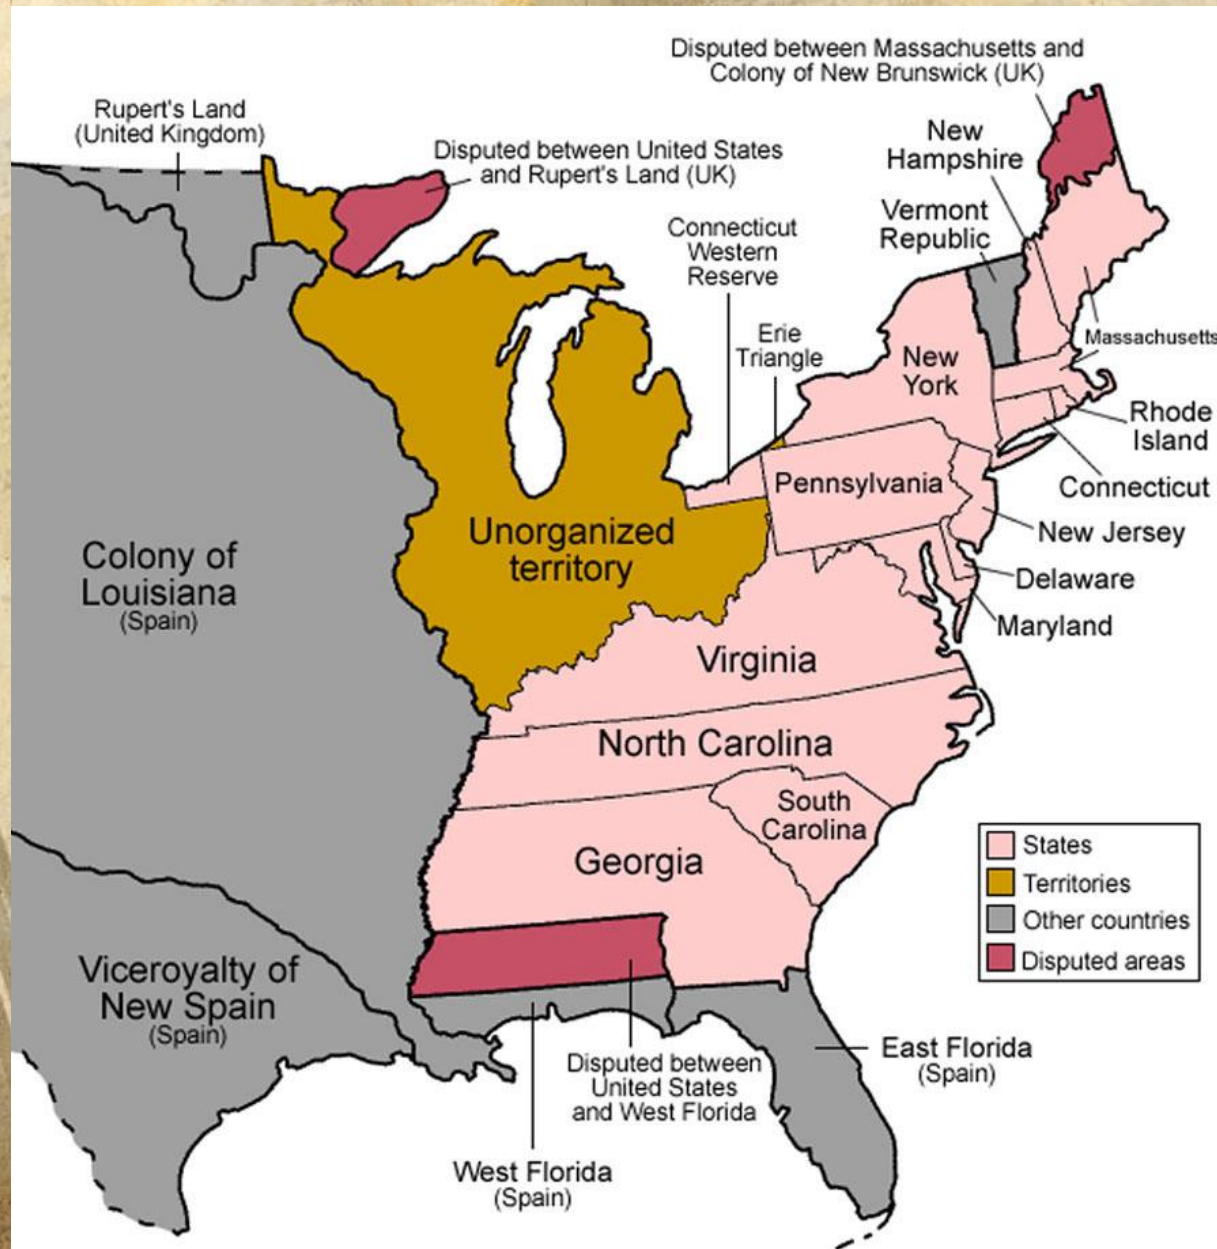 Disputed between Massachusetts and
Colony of New Brunswick (UK)
Rupert's Land
(United Kingdom)
Disputed between United States
and Rupert's Land (UK)
New
Hampshire
Vermont
Republic
Connecticut
Western
Reserve
Erie
Triangle
New
York
Massachusetts
Rhode
Island
Connecticut
Pennsylvania
New Jersey
Delaware
Maryland
Unorganized
territory
Colony of
Louisiana
(Spain)
Virginia
North Carolina
South
Carolina
Georgia
States
Territories
Other countries
Disputed areas
Viceroyalty of
New Spain
(Spain)
East Florida
(Spain)
Disputed between
United States
and West Florida
West Florida
(Spain)